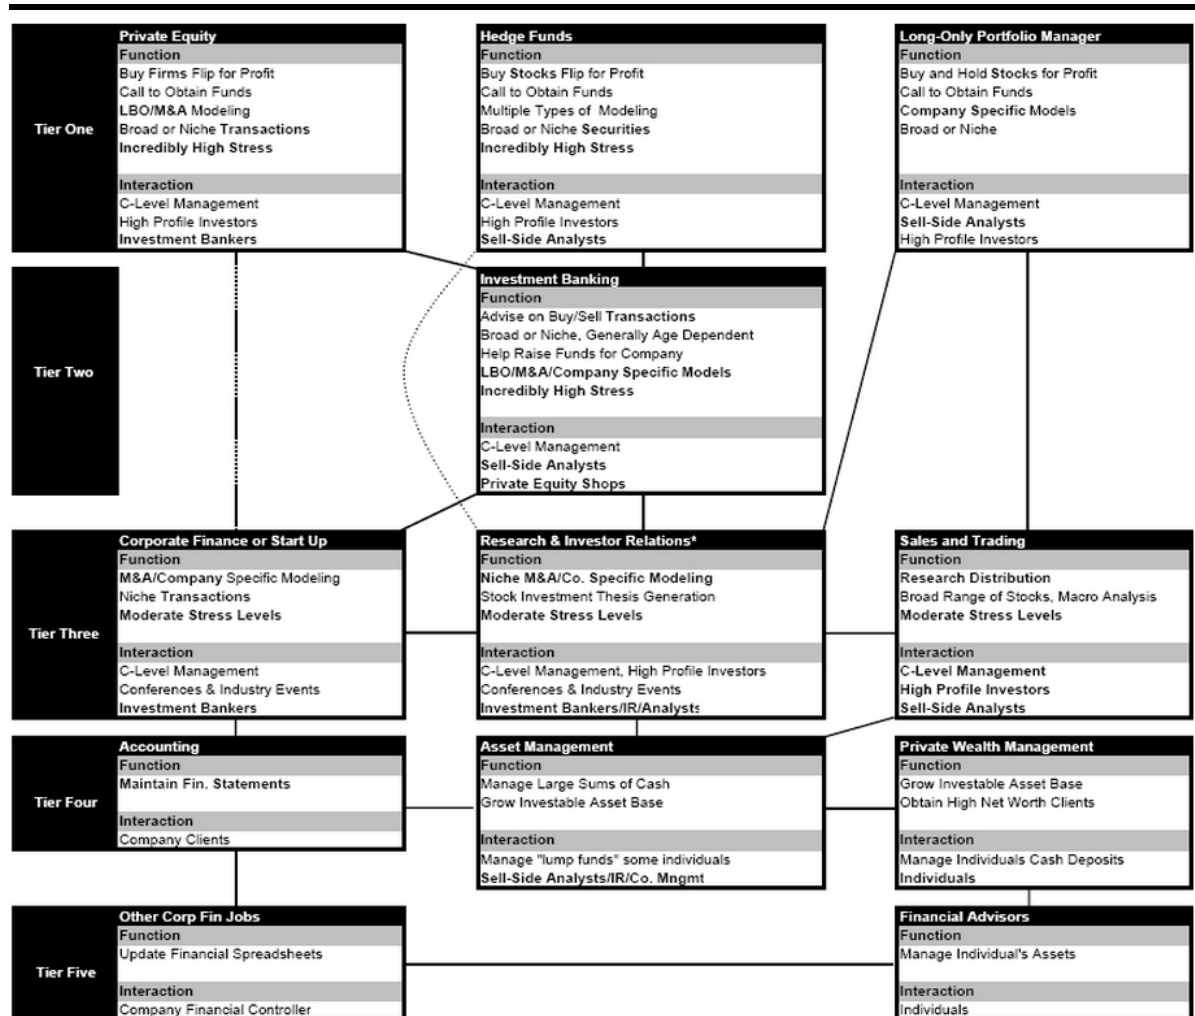 Tier One
Private Equity
Function
Buy Firms Flip for Profit
Call to Obtain Funds
LBO/M&A Modeling
Broad or Niche Transactions
Incredibly High Stress
Interaction
C-Level Management
High Profile Investors
Investment Bankers
Hedge Funds
Function
Buy Stocks Flip for Profit
Call to Obtain Funds
Multiple Types of Modeling
Broad or Niche Securities
Incredibly High Stress
Interaction
C-Level Management
High Profile Investors
Sell-Side Analysts
Long-Only Portfolio Manager
Function
Buy and Hold Stocks for Profit
Call to Obtain Funds
Company Specific Models
Broad or Niche
Interaction
C-Level Management
Sell-Side Analysts
High Profile Investors
Tier Two
Investment Banking
Function
Advise on Buy/Sell Transactions
Broad or Niche, Generally Age Dependent
Help Raise Funds for Company
LBO/M&A/Company Specific Models
Incredibly High Stress
Interaction
C-Level Management
Sell-Side Analysts
Private Equity Shops
Tier Three
Corporate Finance or Start Up
Function
M&A/Company Specific Modeling
Niche Transactions
Moderate Stress Levels
Interaction
C-Level Management
Conferences & Industry Events
Investment Bankers
Research & Investor Relations*
Function
Niche M&A/Co. Specific Modeling
Stock Investment Thesis Generation
Moderate Stress Levels
Interaction
C-Level Management, High Profile Investors
Conferences & Industry Events
Investment Bankers/IR/Analysts
Sales and Trading
Function
Research Distribution
Broad Range of Stocks, Macro Analysis
Moderate Stress Levels
Interaction
C-Level Management
High Profile Investors
Sell-Side Analysts
Tier Four
Accounting
Function
Maintain Fin. Statements
Interaction
Company Clients
Asset Management
Function
Manage Large Sums of Cash
Grow Investable Asset Base
Interaction
Manage "lump funds" some individuals
Sell-Side Analysts/IR/Co. Mngmt
Private Wealth Management
Function
Grow Investable Asset Base
Obtain High Net Worth Clients
Interaction
Manage Individuals Cash Deposits
Individuals
Tier Five
Other Corp Fin Jobs
Function
Update Financial Spreadsheets
Interaction
Company Financial Controller
Financial Advisors
Function
Manage Individual's Assets
Interaction
Individuals